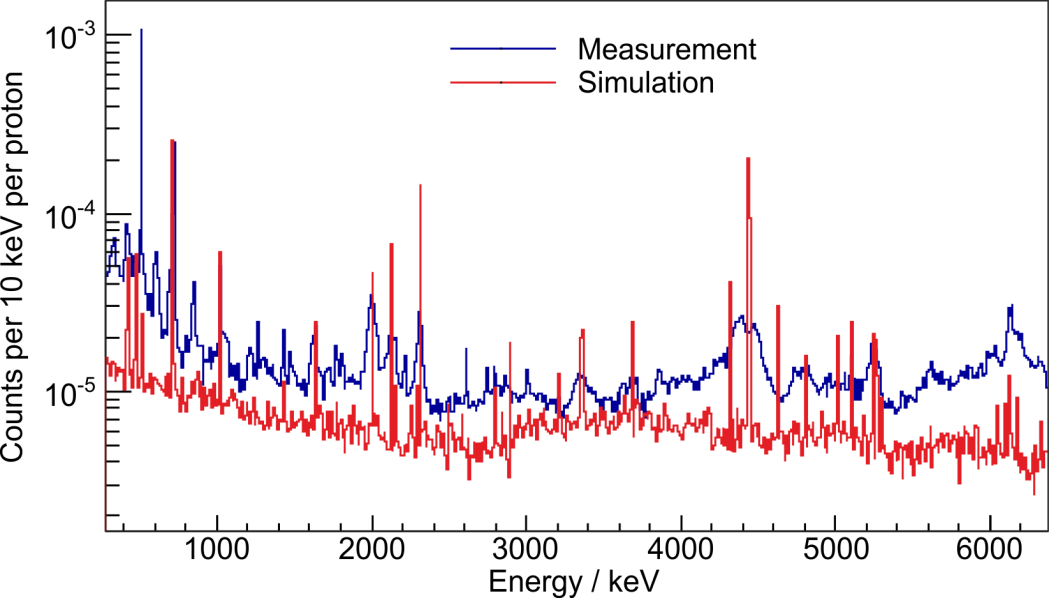 Counts per 10 keV per proton
10-3
10-4
10-5
Measurement
Simulation
1000 2000 3000 4000 5000 6000
Energy / keV